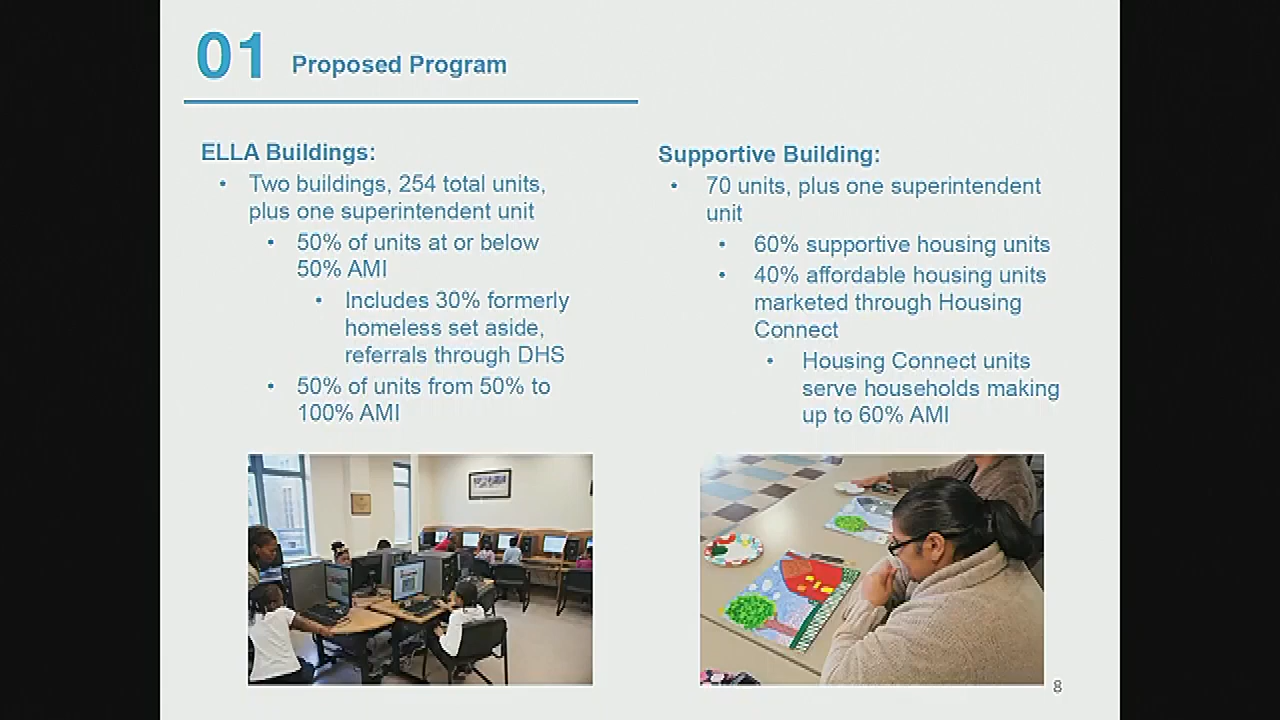 01 Proposed Program
ELLA Buildings:
• Two buildings, 254 total units,
plus one superintendent unit
• 50% of units at or below
50% AMI
• Includes 30% formerly
homeless set aside,
referrals through DHS
• 50% of units from 50% to
100% AMI
Supportive Building:
• 70 units, plus one superintendent
unit
• 60% supportive housing units
• 40% affordable housing units
marketed through Housing
Connect
• Housing Connect units
serve households making
up to 60% AMI
8